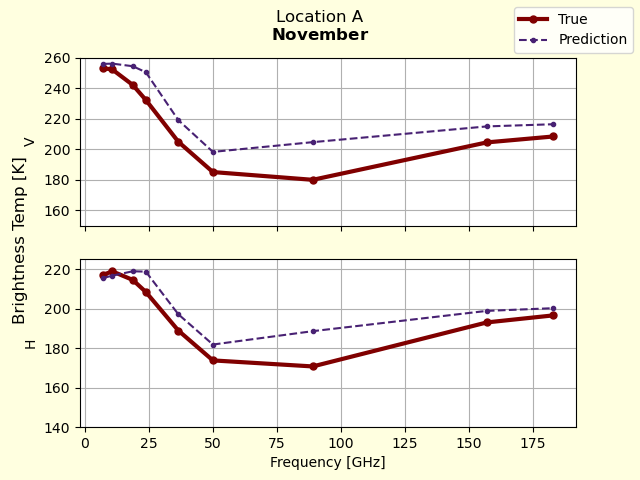 Location A
November
True
Prediction
260
240
220
200
180
160
V
220
200
180
160
140
H
Brightness Temp [K]
0 25 50 75 100 125 150 175
Frequency [GHz]